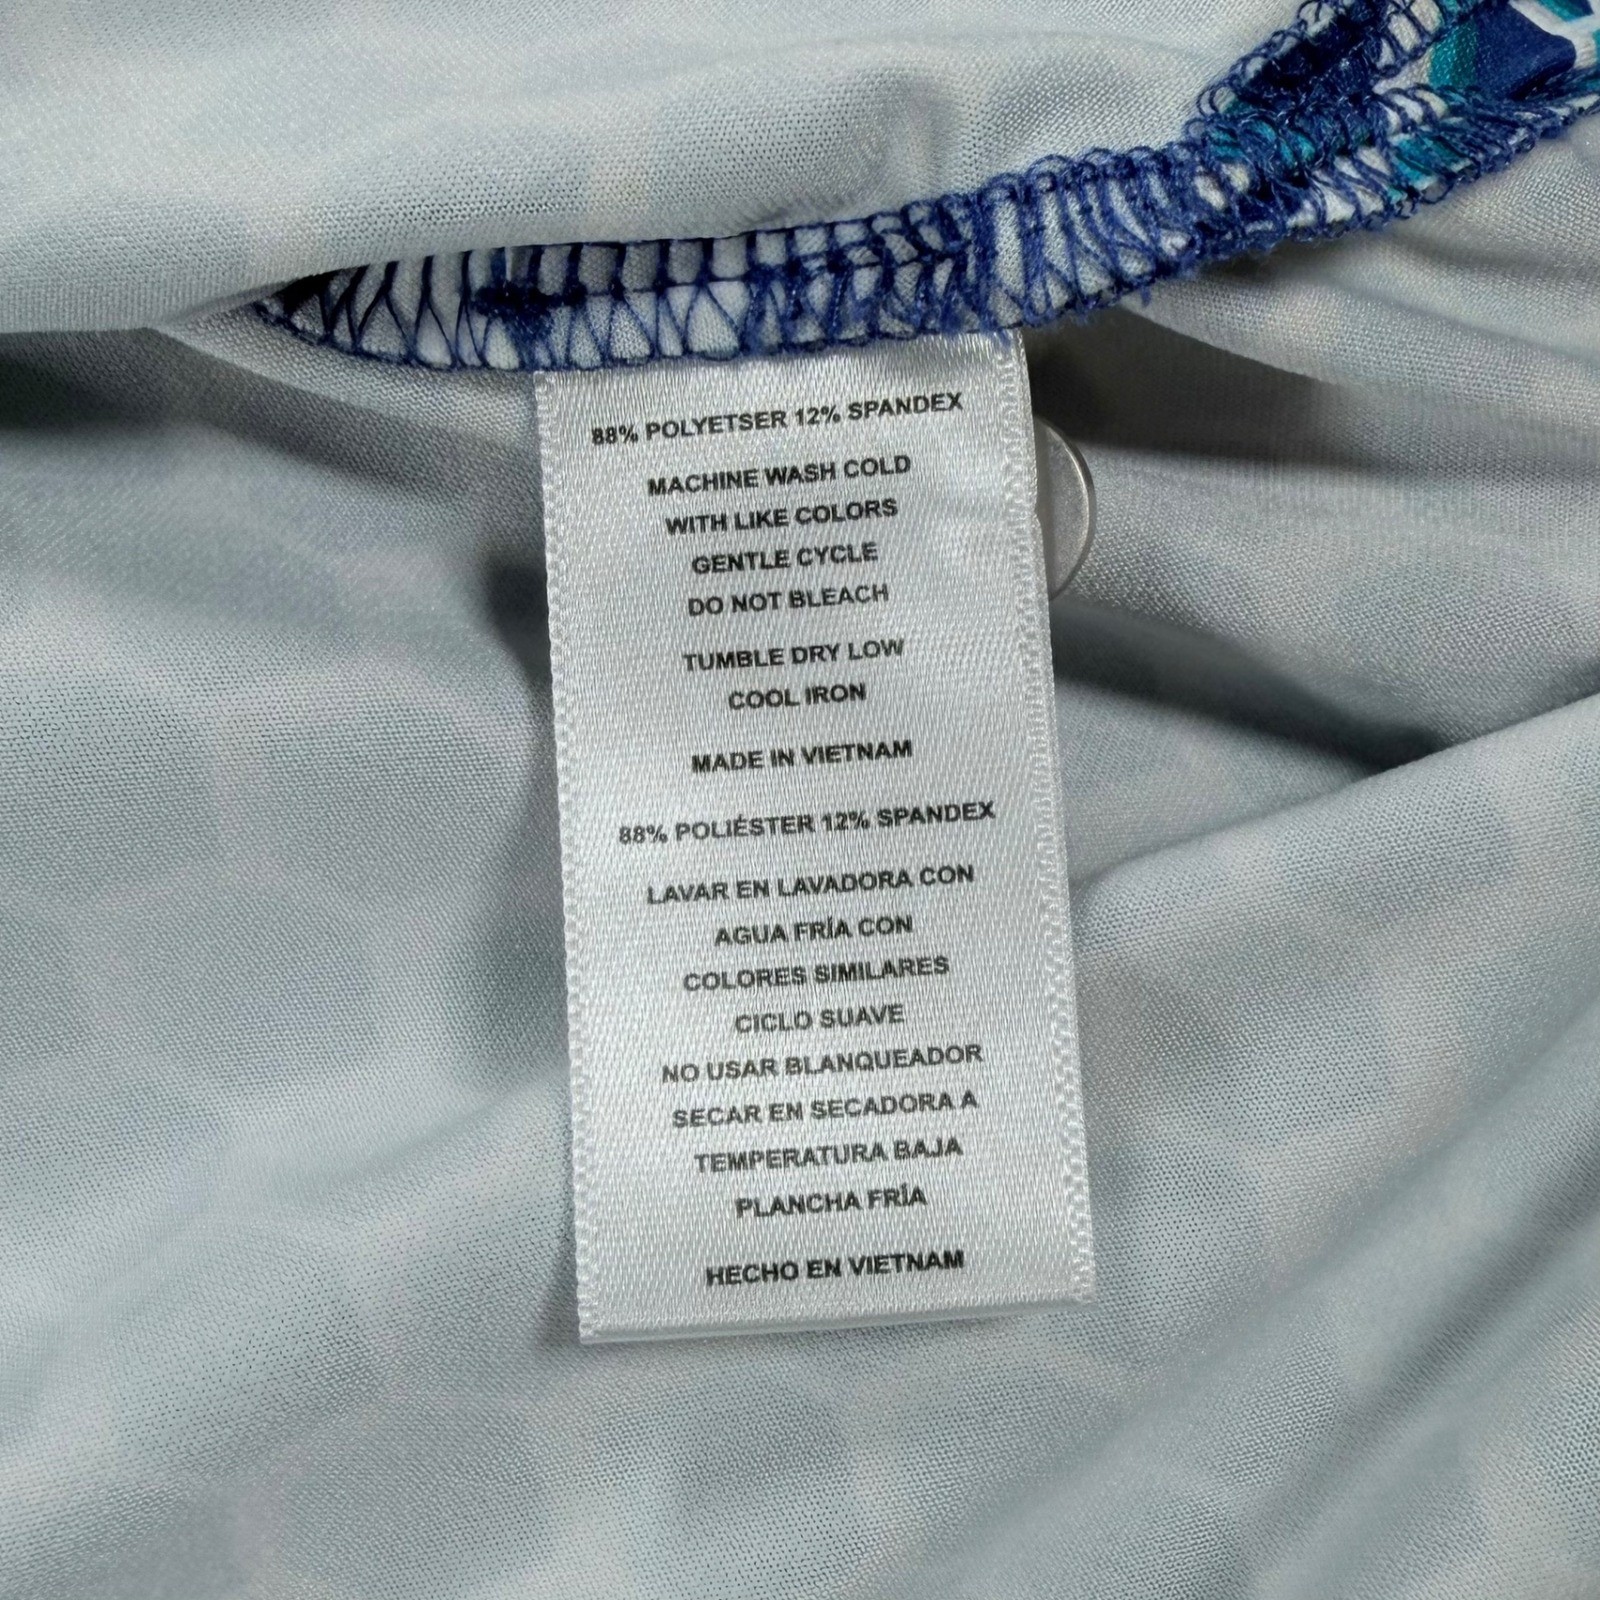 88% POLYETSER 12% SPANDEX
MACHINE WASH COLD
WITH LIKE COLORS
GENTLE CYCLE
DO NOT BLEACH
TUMBLE DRY LOW
COOL IRON
MADE IN VIETNAM
88% POLIÉSTER 12% SPANDEX
LAVAR EN LAVADORA CON
AGUA FRÍA CON
COLORES SIMILARES
CICLO SUAVE
NO USAR BLANQUEADOR
SECAR EN SECADORA A
TEMPERATURA BAJA
PLANCHA FRÍA
HECHO EN VIETNAM